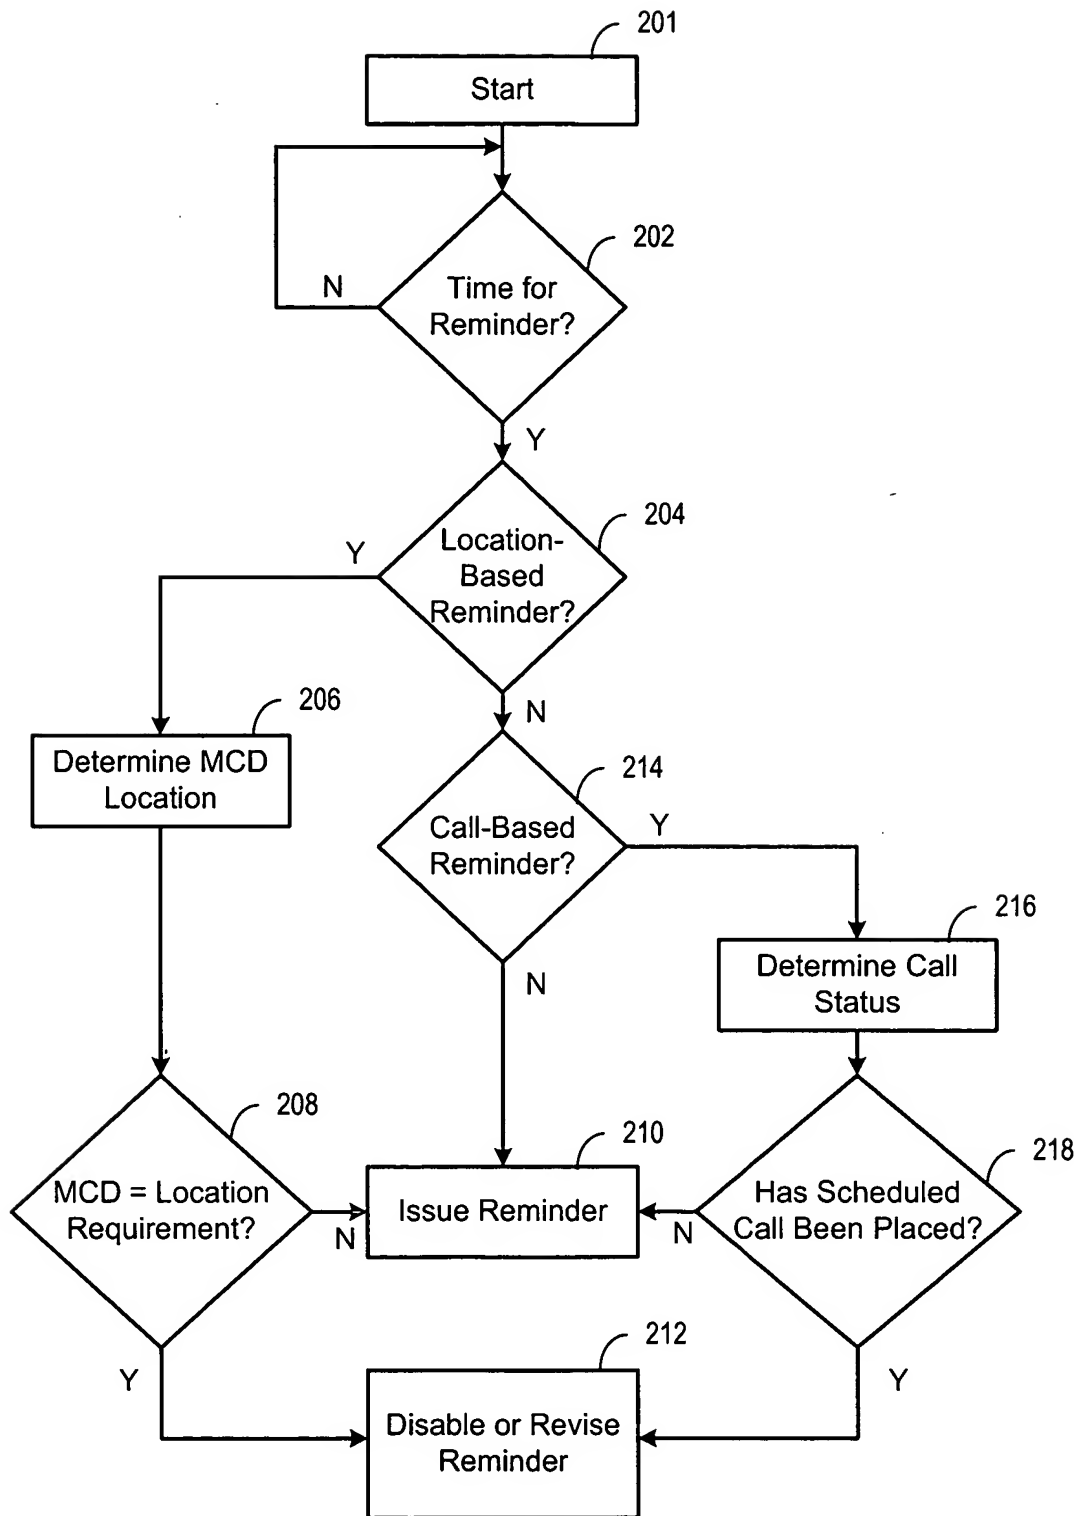 201
Start
202
Time for
Reminder?
N
Y
204
Location-
Based
Reminder?
Y
N
206
Determine MCD
Location
214
Call-Based
Reminder?
Y
N
216
Determine Call
Status
208
MCD = Location
Requirement?
N
Y
210
Issue Reminder
218
Has Scheduled
Call Been Placed?
N
Y
212
Disable or Revise
Reminder